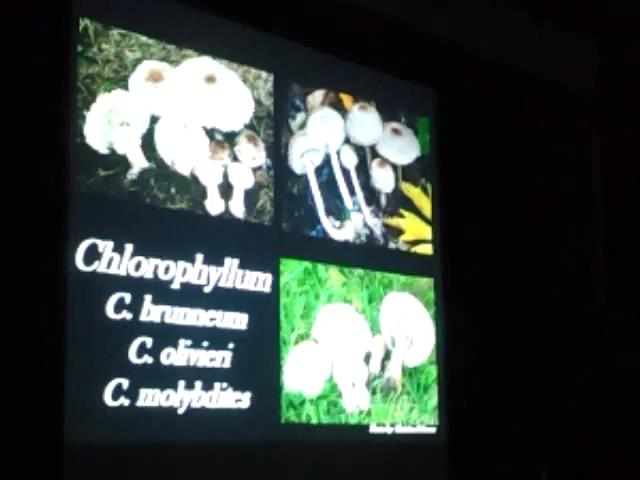 Chlorophyllum
C. brunneum
C. olivieri
C. molybdites